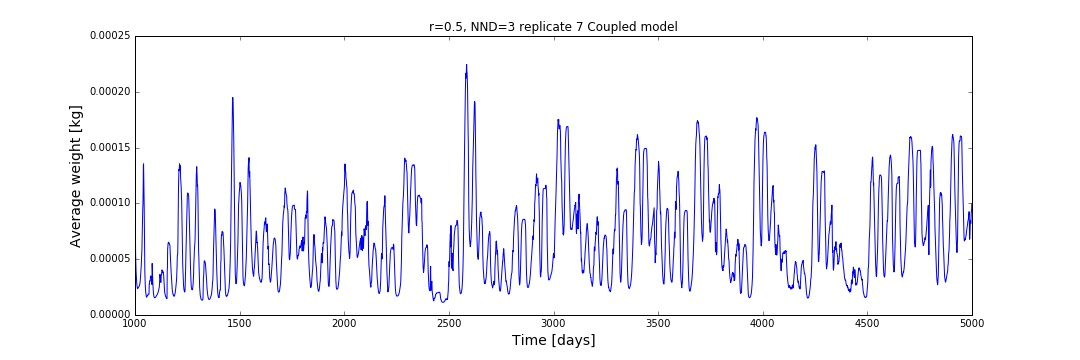 r=0.5, NND=3 replicate 7 Coupled model
0.00025
0.00020
0.00015
0.00010
0.00005
0.00000
Average weight [kg]
1000 1500 2000 2500 3000 3500 4000 4500 5000
Time [days]